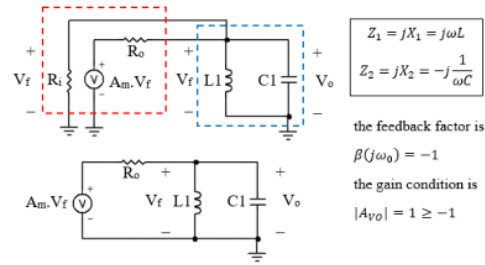 + Ro + +
Vf Ri V Am.Vf Vf L1 C1 Vo
− − −
Ro + +
Am.Vf V Vf L1 C1 Vo
− −
Z₁ = jX₁ = jωL
Z₂ = jX₂ = −j 1/ωC
the feedback factor is
β(jω₀) = −1
the gain condition is
|A_VO| = 1 ≥ −1